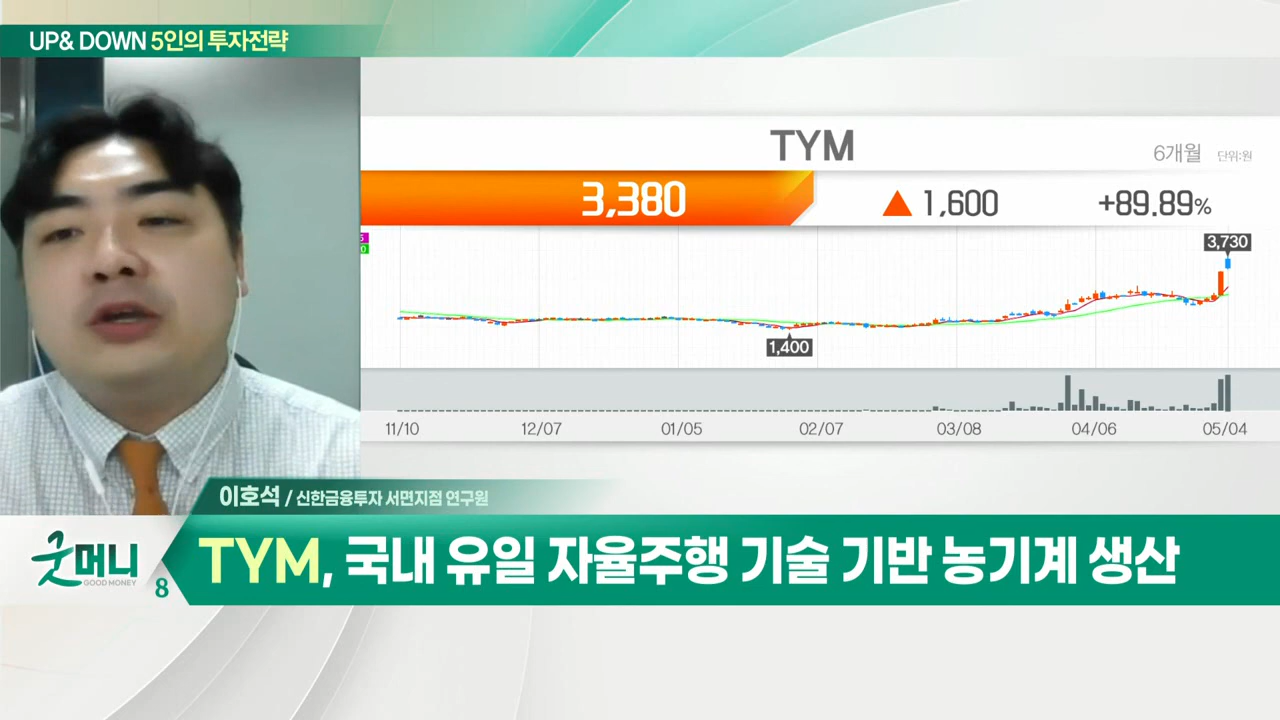 UP& DOWN 5인의 투자전략
TYM
6개월 단위:원
3,380 ▲ 1,600 +89.89%
3,730
1,400
11/10 12/07 01/05 02/07 03/08 04/06 05/04
이호석 / 신한금융투자 서면지점 연구원
굿머니
GOOD MONEY
8
TYM, 국내 유일 자율주행 기술 기반 농기계 생산